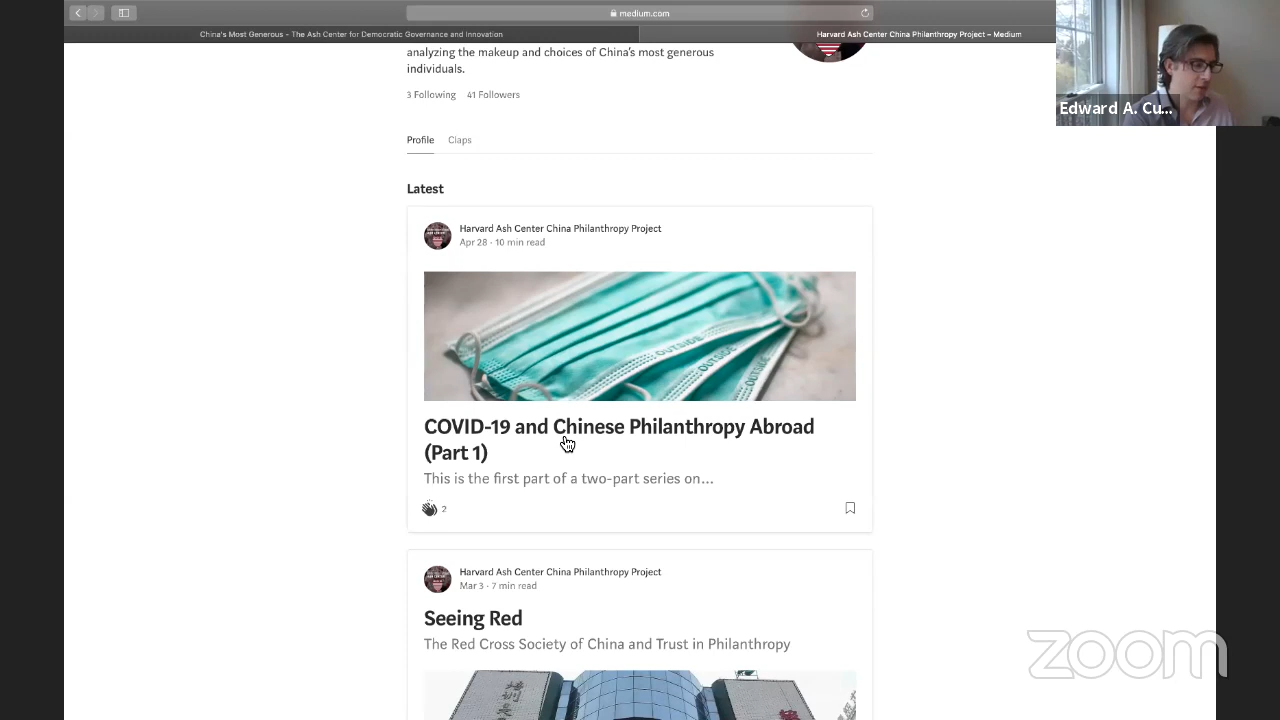 medium.com
China's Most Generous - The Ash Center for Democratic Governance and Innovation
Harvard Ash Center China Philanthropy Project – Medium
analyzing the makeup and choices of China's most generous
individuals.
3 Following 41 Followers
Profile Claps
Latest
Harvard Ash Center China Philanthropy Project
Apr 28 · 10 min read
OUTSIDE
OUTSIDE
OUTSIDE
COVID-19 and Chinese Philanthropy Abroad
(Part 1)
This is the first part of a two-part series on...
2
Harvard Ash Center China Philanthropy Project
Mar 3 · 7 min read
Seeing Red
The Red Cross Society of China and Trust in Philanthropy
Edward A. Cu...
zoom